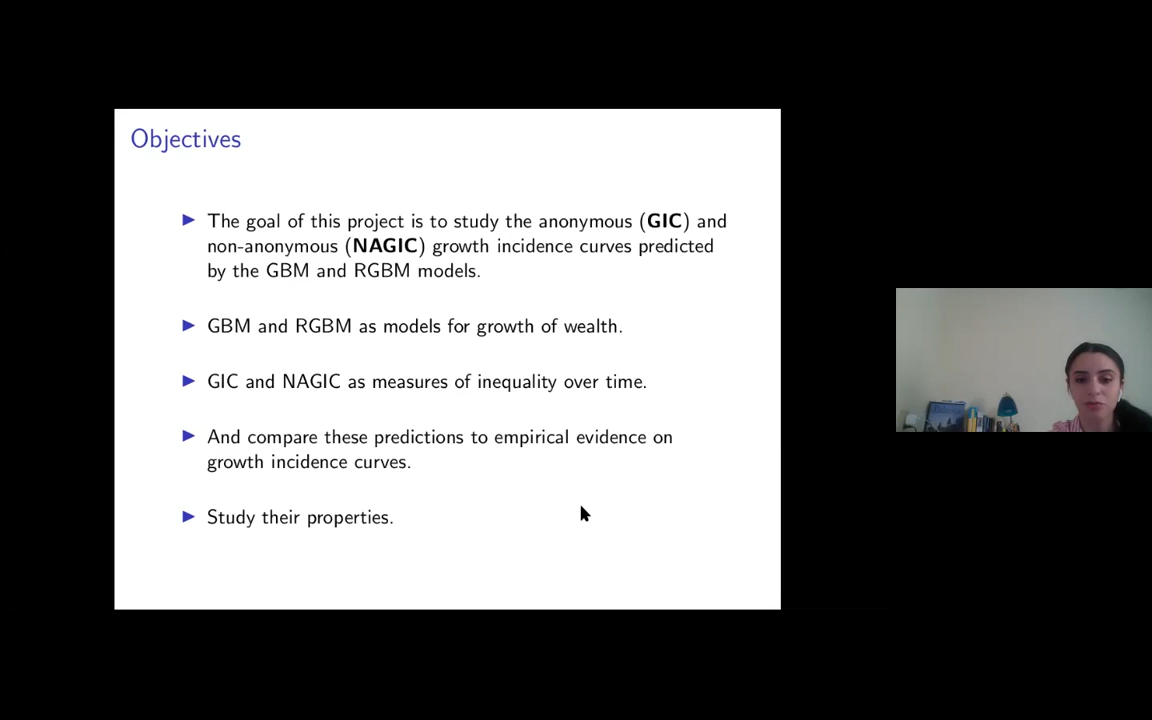 Objectives
The goal of this project is to study the anonymous (GIC) and
non-anonymous (NAGIC) growth incidence curves predicted
by the GBM and RGBM models.
GBM and RGBM as models for growth of wealth.
GIC and NAGIC as measures of inequality over time.
And compare these predictions to empirical evidence on
growth incidence curves.
Study their properties.